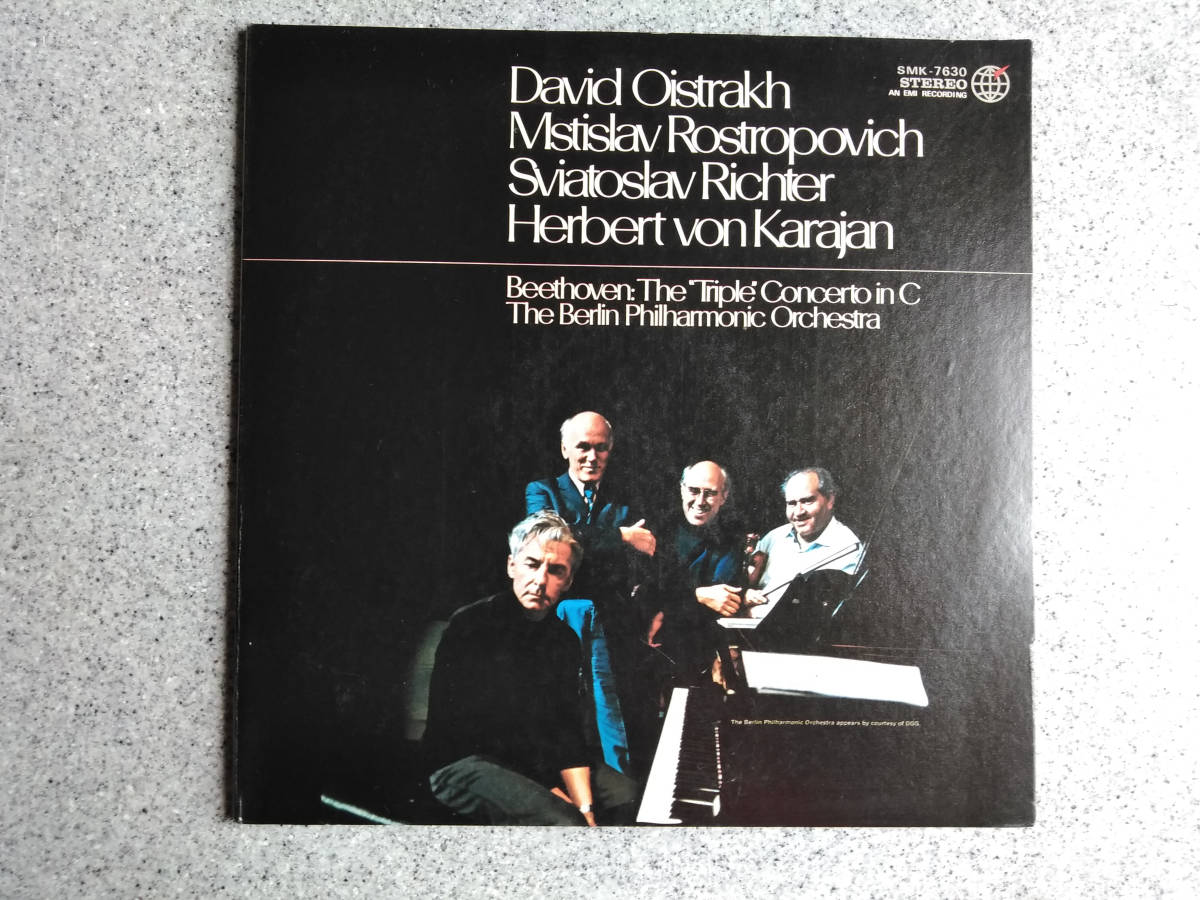 David Oistrakh
Mstislav Rostropovich
Sviatoslav Richter
Herbert von Karajan
SMK-7630
STEREO
AN EMI RECORDING
Beethoven: The "Triple" Concerto in C
The Berlin Philharmonic Orchestra
The Berlin Philharmonic Orchestra appears by courtesy of DGG.